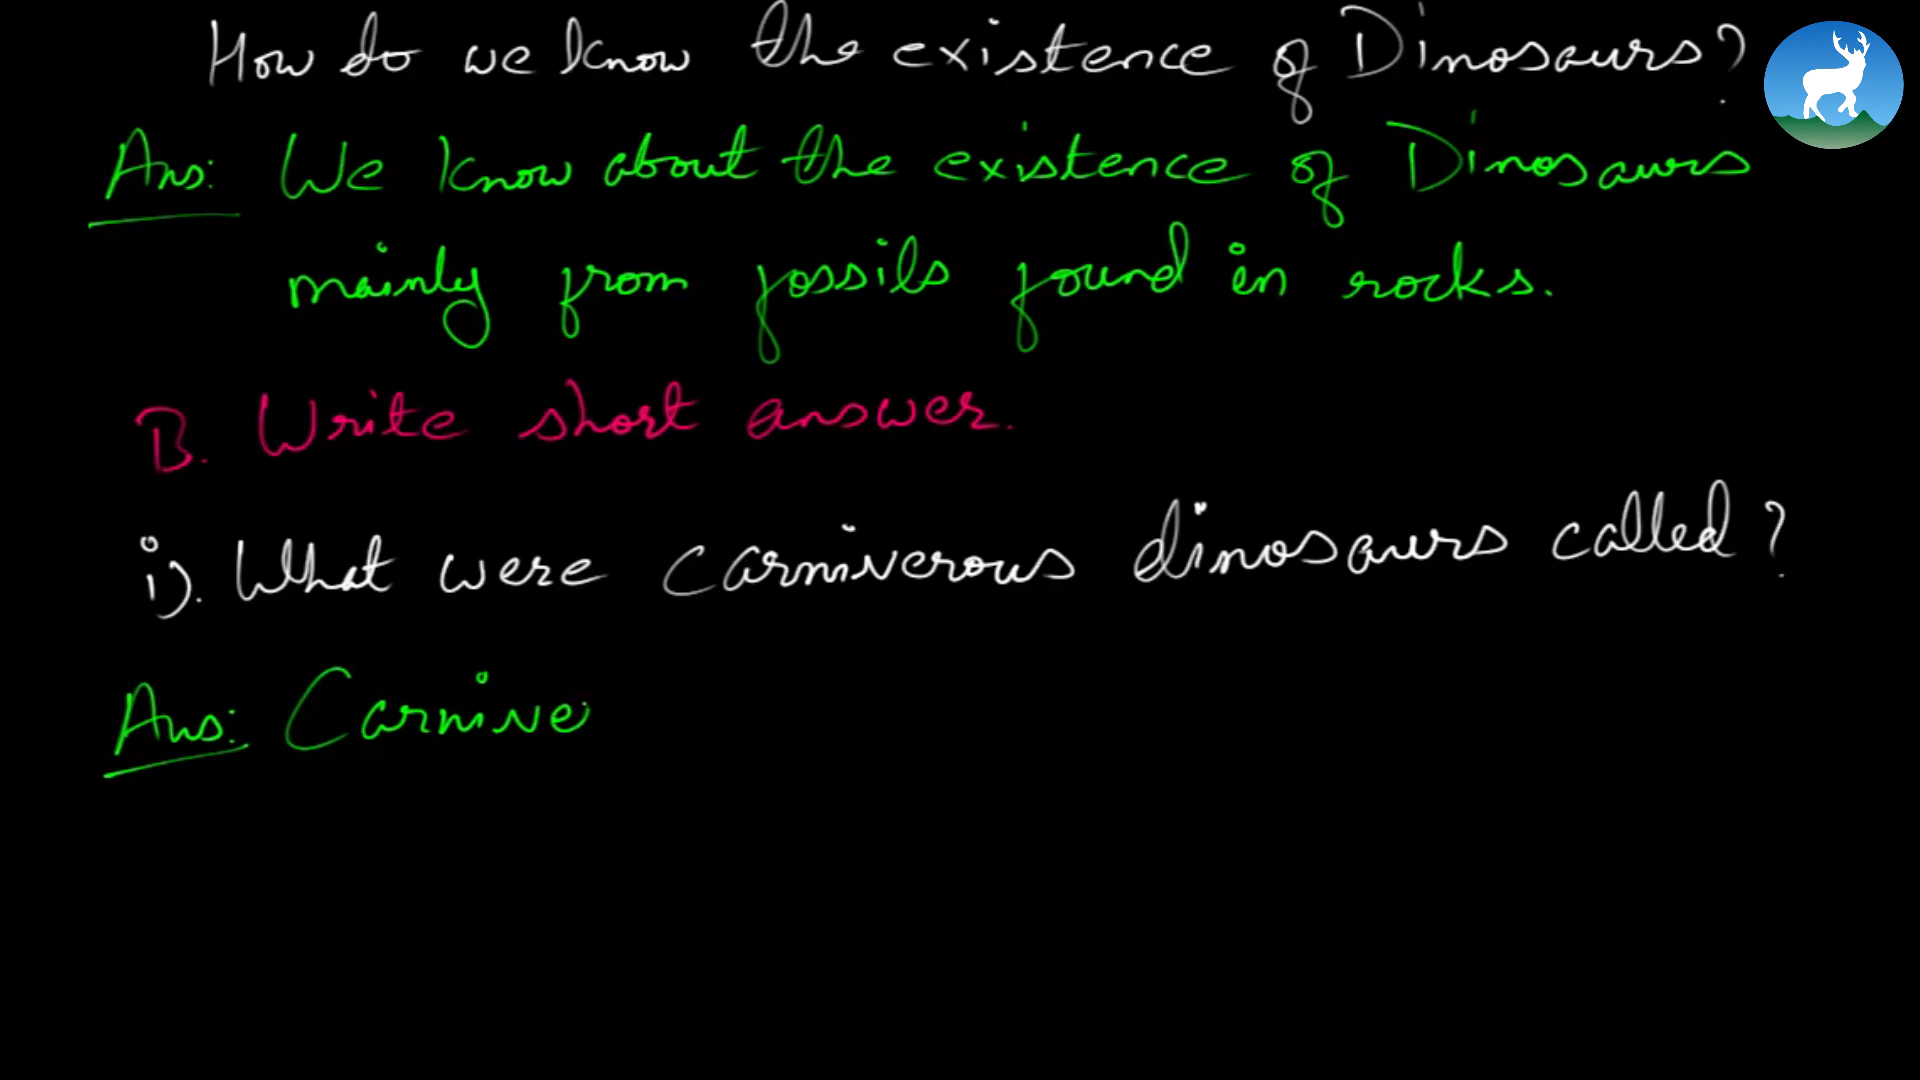 How do we know the existence of Dinosaurs?
Ans: We know about the existence of Dinosaurs
mainly from fossils found in rocks.
B. Write short answer.
i). What were carniverous dinosaurs called?
Ans: Carnive